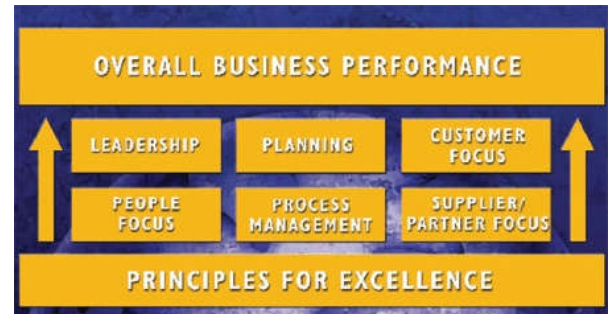 OVERALL BUSINESS PERFORMANCE
LEADERSHIP
PLANNING
CUSTOMER
FOCUS
PEOPLE
FOCUS
PROCESS
MANAGEMENT
SUPPLIER/
PARTNER FOCUS
PRINCIPLES FOR EXCELLENCE